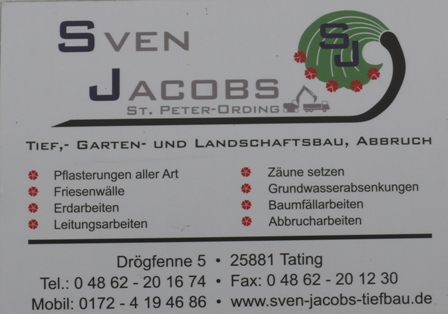 Sven
Jacobs
SJ
St. Peter-Ording
Tief,- Garten- und Landschaftsbau, Abbruch
Pflasterungen aller Art
Friesenwälle
Erdarbeiten
Leitungsarbeiten
Zäune setzen
Grundwasserabsenkungen
Baumfällarbeiten
Abbrucharbeiten
Drögfenne 5 • 25881 Tating
Tel.: 0 48 62 - 20 16 74 • Fax: 0 48 62 - 20 12 30
Mobil: 0172 - 4 19 46 86 • www.sven-jacobs-tiefbau.de